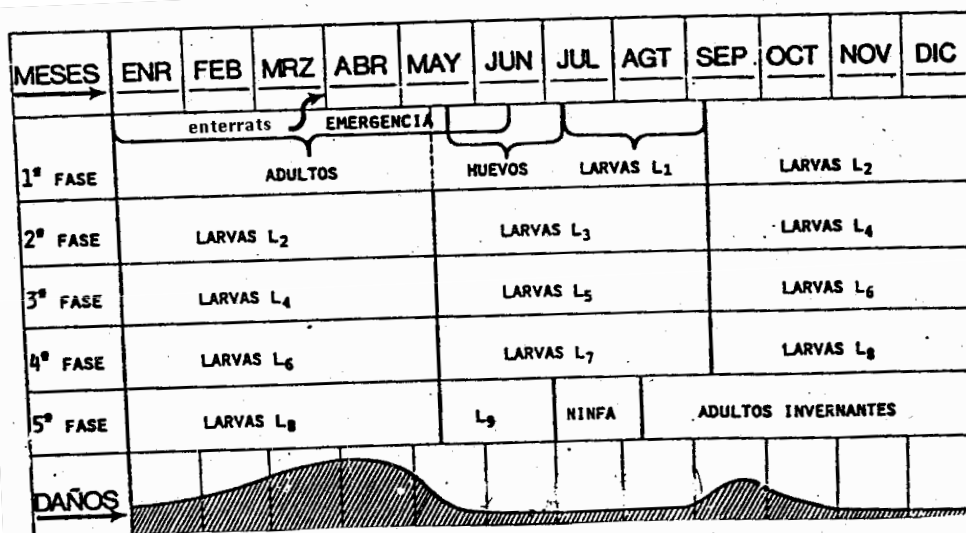 MESES ENR FEB MRZ ABR MAY JUN JUL AGT SEP. OCT NOV DIC
enterrats EMERGENCIA
1ª FASE ADULTOS HUEVOS LARVAS L1 LARVAS L2
2ª FASE LARVAS L2 LARVAS L3 LARVAS L4
3ª FASE LARVAS L4 LARVAS L5 LARVAS L6
4ª FASE LARVAS L6 LARVAS L7 LARVAS L8
5ª FASE LARVAS L8 L9 NINFA ADULTOS INVERNANTES
DAÑOS